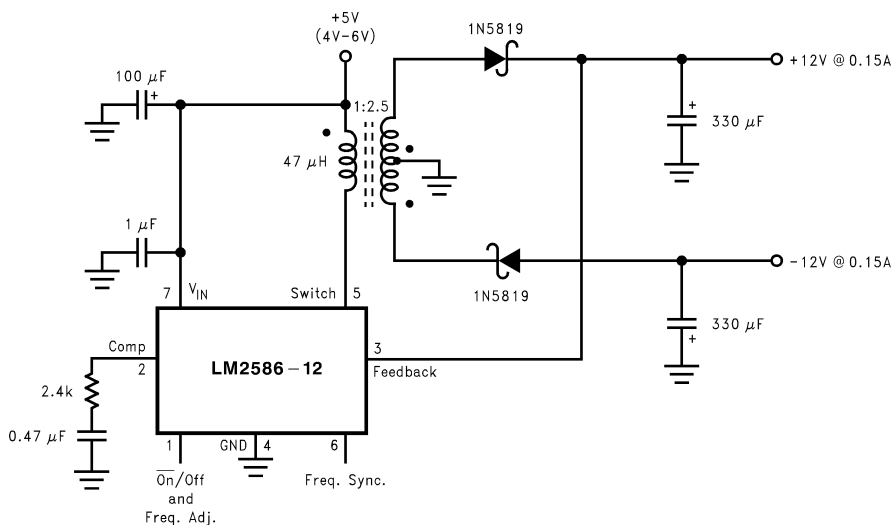 +5V
(4V-6V)
1N5819
+12V @ 0.15A
100 μF
+
1:2.5
+
330 μF
47 μH
1 μF
-12V @ 0.15A
1N5819
7
VIN
Switch
5
330 μF
+
Comp
2
LM2586-12
3
Feedback
2.4k
0.47 μF
1
GND
4
6
On/Off
and
Freq. Adj.
Freq. Sync.